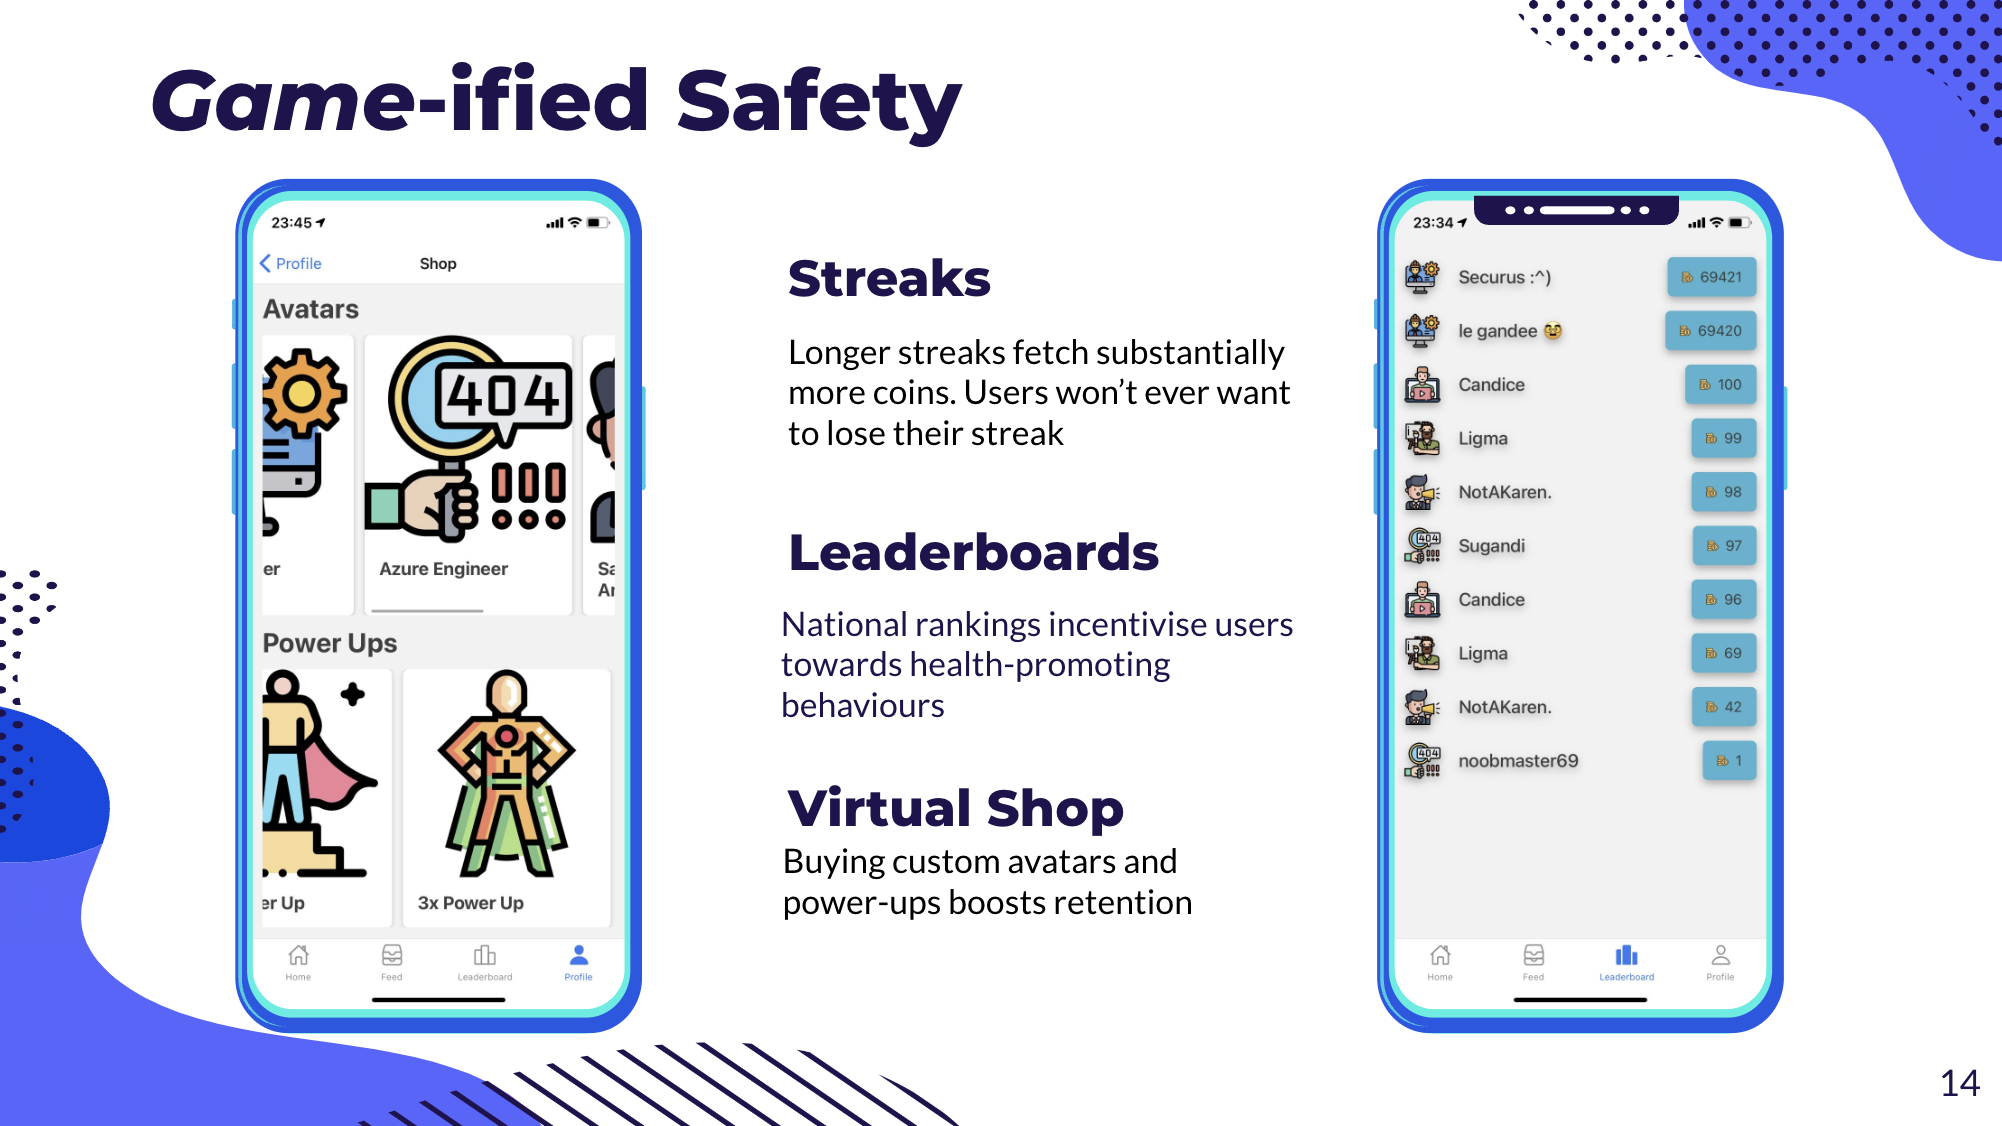 Game-ified Safety
23:45
Profile
Shop
Avatars
404
er
Azure Engineer
Sa
Ar
Power Ups
er Up
3x Power Up
Home
Feed
Leaderboard
Profile
Streaks
Longer streaks fetch substantially
more coins. Users won’t ever want
to lose their streak
Leaderboards
National rankings incentivise users
towards health-promoting
behaviours
Virtual Shop
Buying custom avatars and
power-ups boosts retention
23:34
Securus :^) 69421
le gandee 🥸 69420
Candice 100
Ligma 99
NotAKaren. 98
404
Sugandi 97
Candice 96
Ligma 69
NotAKaren. 42
404
noobmaster69 1
Home
Feed
Leaderboard
Profile
14